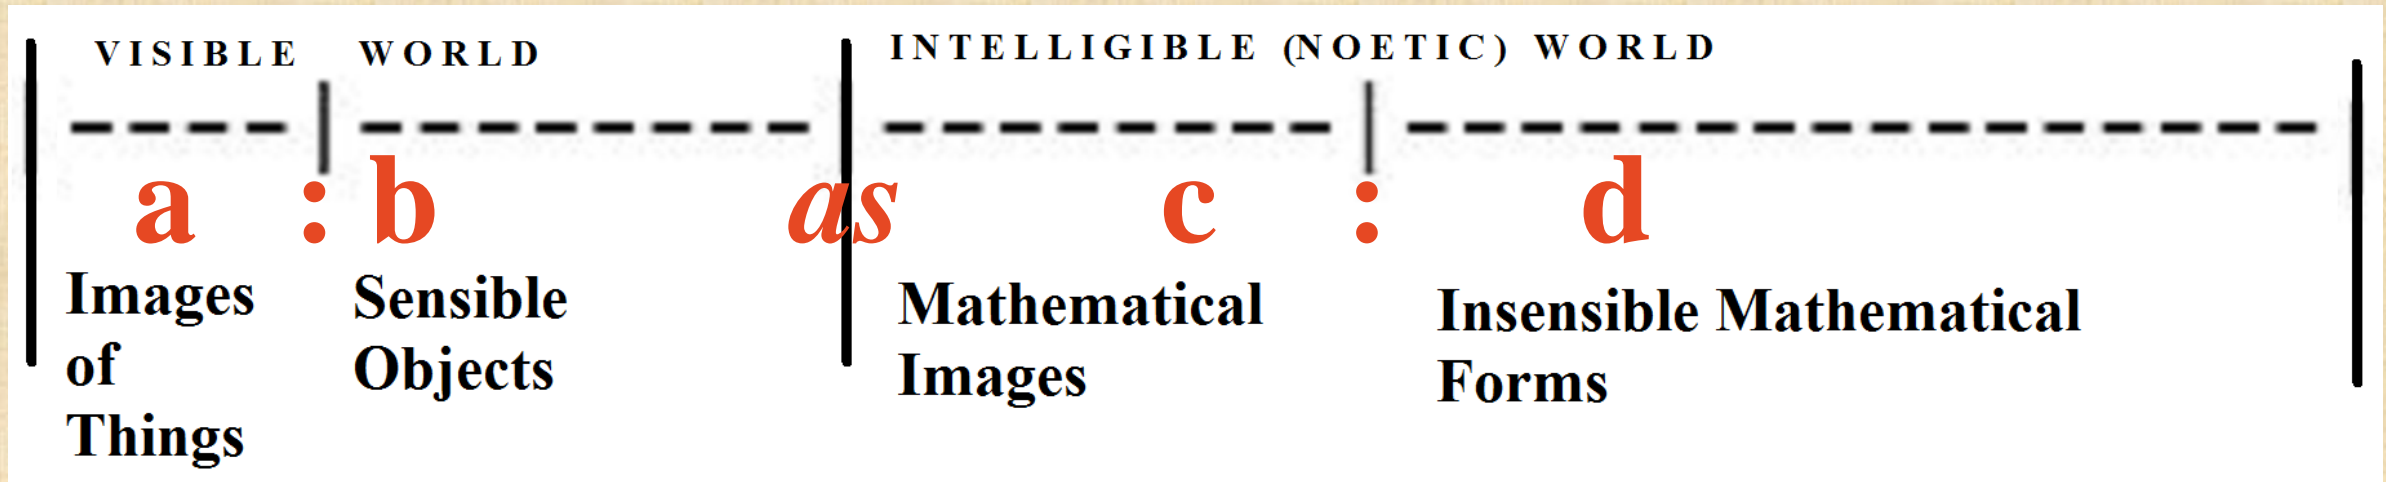 VISIBLE WORLD
INTELLIGIBLE (NOETIC) WORLD
a : b as c : d
Images
of
Things
Sensible
Objects
Mathematical
Images
Insensible Mathematical
Forms